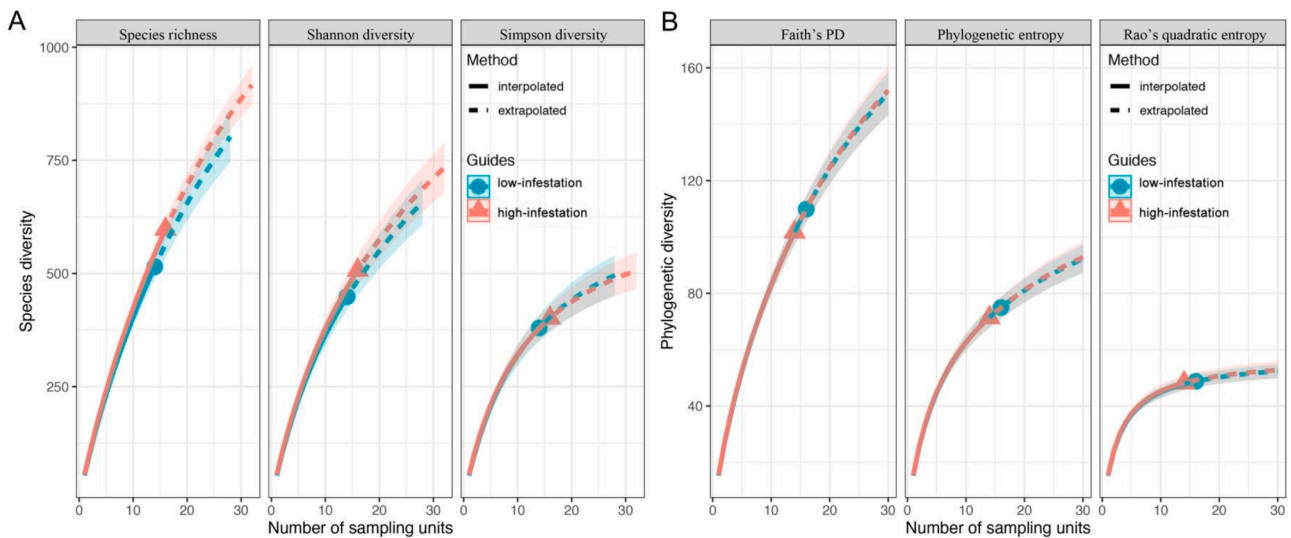 A
Species richness
Shannon diversity
Simpson diversity
Species diversity
1000
750
500
250
Method
interpolated
extrapolated
Guides
low-infestation
high-infestation
0
10
20
30
0
10
20
30
0
10
20
30
Number of sampling units
B
Faith's PD
Phylogenetic entropy
Rao's quadratic entropy
Phylogenetic diversity
160
120
80
40
Method
interpolated
extrapolated
Guides
low-infestation
high-infestation
0
10
20
30
0
10
20
30
0
10
20
30
Number of sampling units